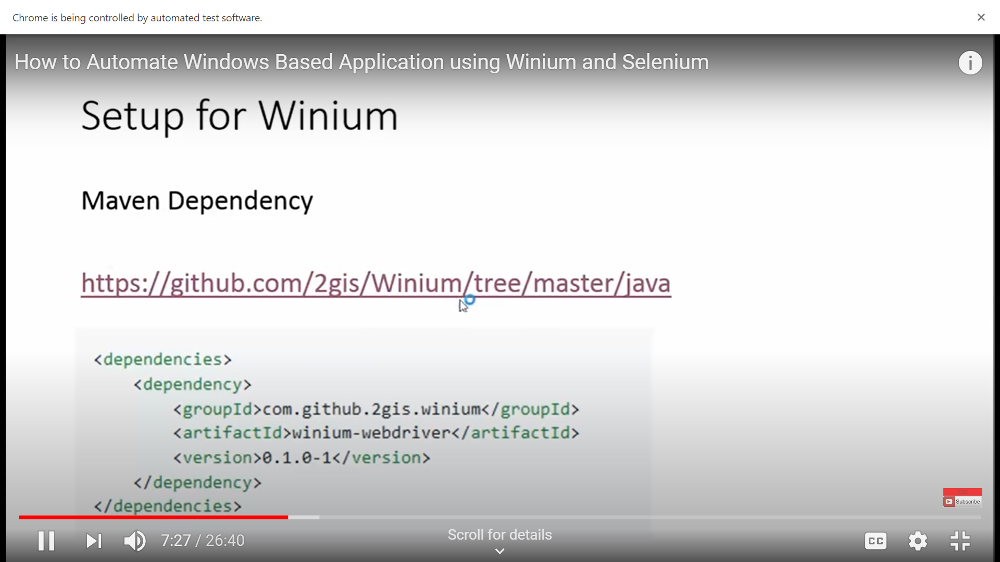 Chrome is being controlled by automated test software.
How to Automate Windows Based Application using Winium and Selenium
Setup for Winium
Maven Dependency
https://github.com/2gis/Winium/tree/master/java
<dependencies>
<dependency>
<groupId>com.github.2gis.winium</groupId>
<artifactId>winium-webdriver</artifactId>
<version>0.1.0-1</version>
</dependency>
</dependencies>
Subscribe
7:27 / 26:40
Scroll for details
CC